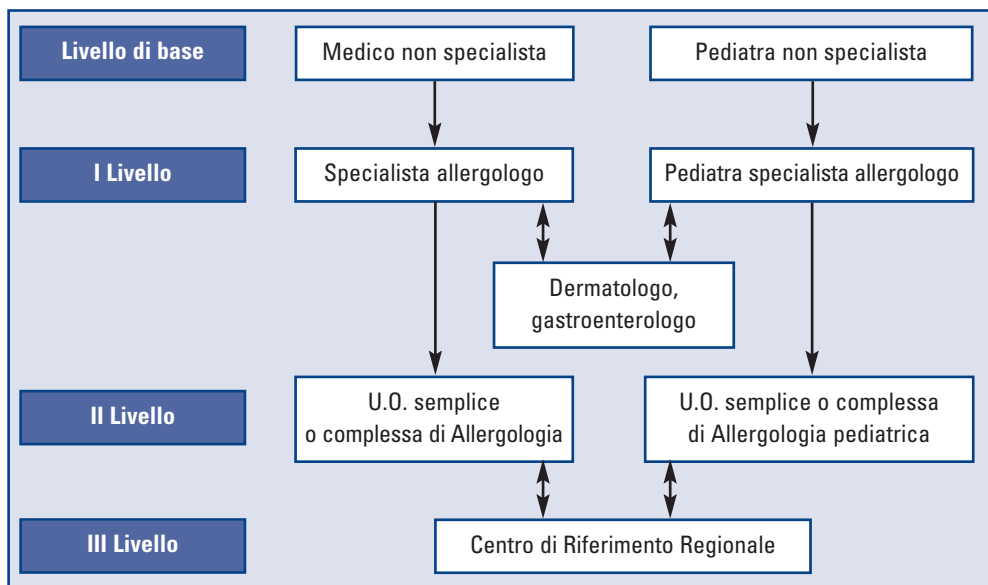 Livello di base
Medico non specialista
Pediatra non specialista
I Livello
Specialista allergologo
Pediatra specialista allergologo
Dermatologo,
gastroenterologo
II Livello
U.O. semplice
o complessa di Allergologia
U.O. semplice o complessa
di Allergologia pediatrica
III Livello
Centro di Riferimento Regionale